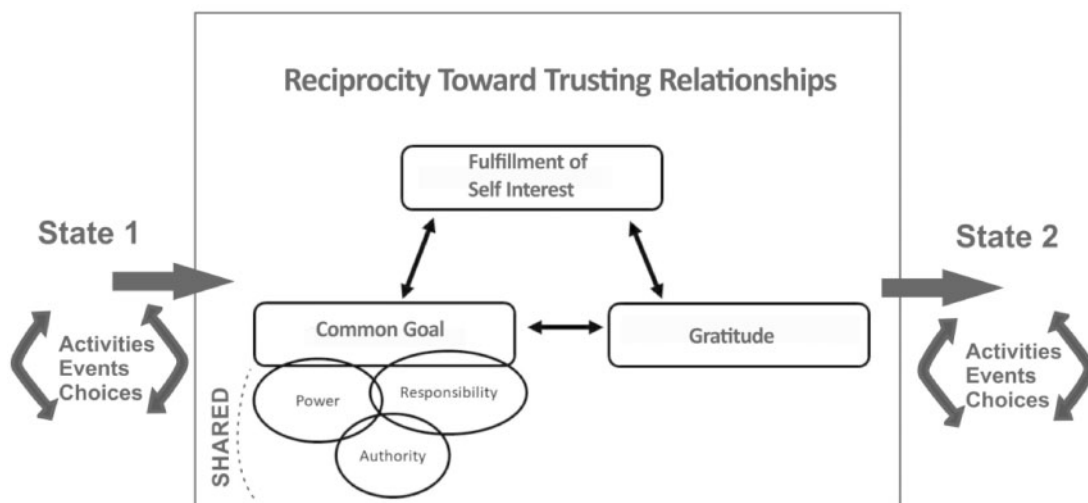 Reciprocity Toward Trusting Relationships
Fulfillment of
Self Interest
State 1
State 2
Common Goal
Gratitude
Activities
Events
Choices
Activities
Events
Choices
Power
Responsibility
Authority
SHARED